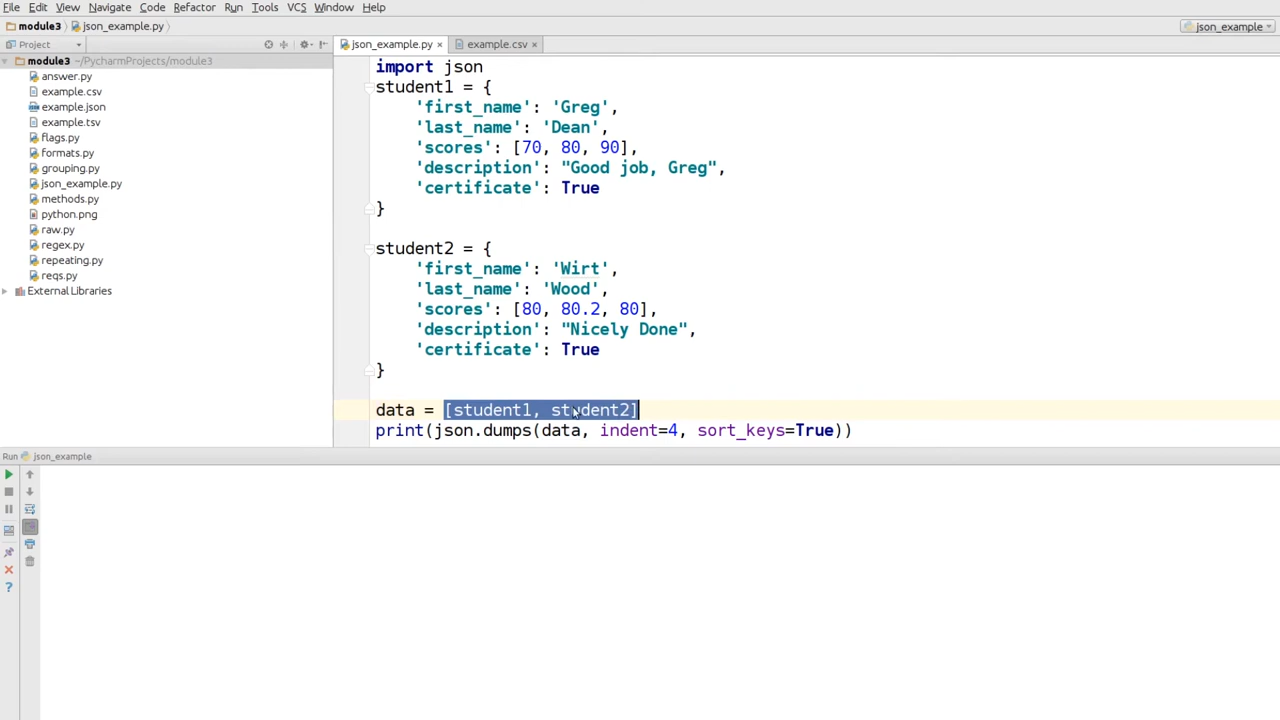 File Edit View Navigate Code Refactor Run Tools VCS Window Help
module3 json_example.py json_example
Project json_example.py × example.csv ×
module3 ~/PycharmProjects/module3
answer.py
example.csv
example.json
example.tsv
flags.py
formats.py
grouping.py
json_example.py
methods.py
python.png
raw.py
regex.py
repeating.py
reqs.py
External Libraries
import json
student1 = {
'first_name': 'Greg',
'last_name': 'Dean',
'scores': [70, 80, 90],
'description': "Good job, Greg",
'certificate': True
}
student2 = {
'first_name': 'Wirt',
'last_name': 'Wood',
'scores': [80, 80.2, 80],
'description': "Nicely Done",
'certificate': True
}
data = [student1, student2]
print(json.dumps(data, indent=4, sort_keys=True))
Run json_example